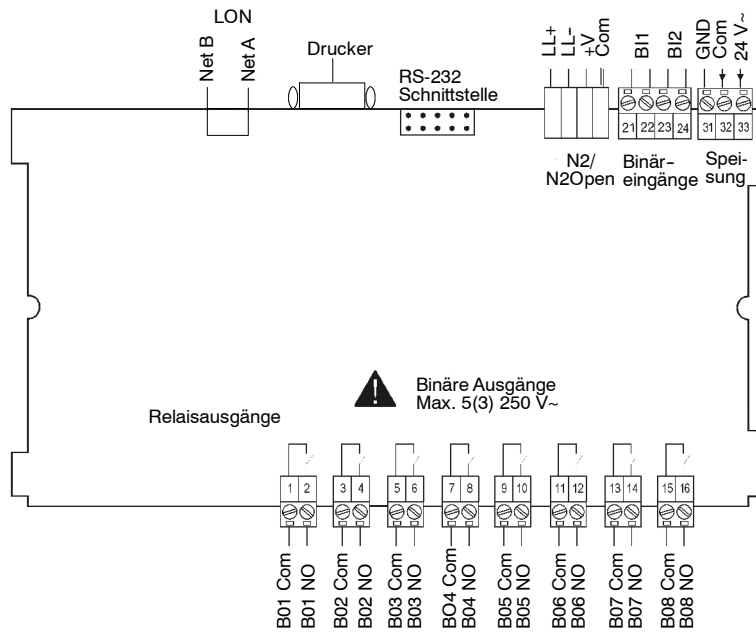 LON
Net B
Net A
Drucker
RS-232
Schnittstelle
LL+
LL-
+V
Com
BI1
BI2
GND
Com
24 V~
21 22 23 24
31 32 33
N2/
N2Open
Binär-
eingänge
Spei-
sung
Binäre Ausgänge
Max. 5(3) 250 V~
Relaisausgänge
1 2 3 4 5 6 7 8 9 10 11 12 13 14 15 16
B01 Com
B01 NO
B02 Com
B02 NO
B03 Com
B03 NO
B04 Com
B04 NO
B05 Com
B05 NO
B06 Com
B06 NO
B07 Com
B07 NO
B08 Com
B08 NO